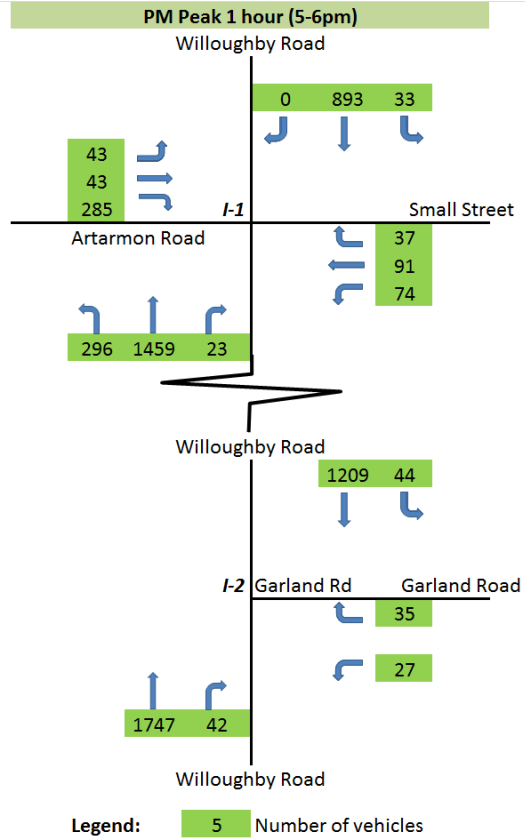 PM Peak 1 hour (5-6pm)
Willoughby Road
0 893 33
43
43
285
I-1
Small Street
Artarmon Road
37
91
74
296 1459 23
Willoughby Road
1209 44
I-2 Garland Rd Garland Road
35
27
1747 42
Willoughby Road
Legend: 5 Number of vehicles